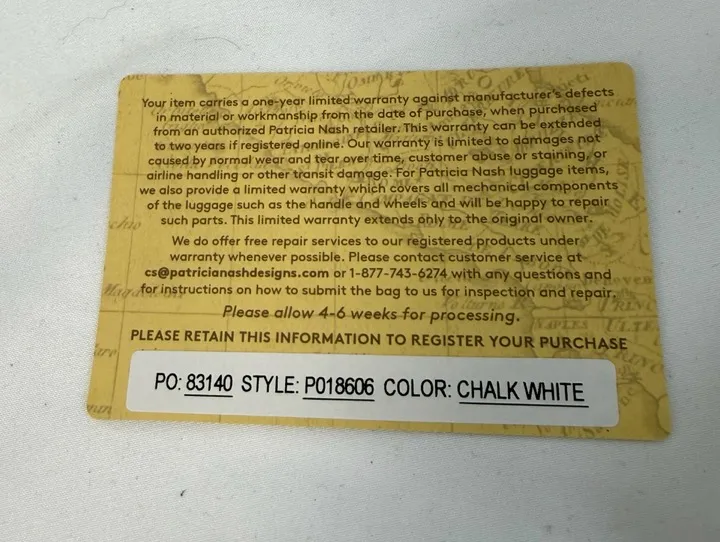 Your item carries a one-year limited warranty against manufacturer's defects
in material or workmanship from the date of purchase, when purchased
from an authorized Patricia Nash retailer. This warranty can be extended
to two years if registered online. Our warranty is limited to damages not
caused by normal wear and tear over time, customer abuse or staining, or
airline handling or other transit damage. For Patricia Nash luggage items,
we also provide a limited warranty which covers all mechanical components
of the luggage such as the handle and wheels and will be happy to repair
such parts. This limited warranty extends only to the original owner.
We do offer free repair services to our registered products under
warranty whenever possible. Please contact customer service at
cs@patricianashdesigns.com or 1-877-743-6274 with any questions and
for instructions on how to submit the bag to us for inspection and repair.
Please allow 4-6 weeks for processing.
PLEASE RETAIN THIS INFORMATION TO REGISTER YOUR PURCHASE
PO: 83140 STYLE: P018606 COLOR: CHALK WHITE